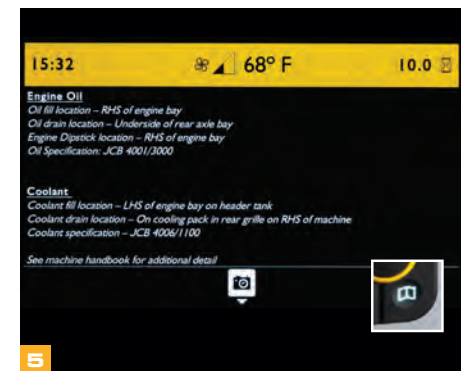 15:32 68° F 10.0
Engine Oil
Oil fill location – RHS of engine bay
Oil drain location – Underside of rear axle bay
Engine Dipstick location – RHS of engine bay
Oil Specification: JCB 4001/3000
Coolant
Coolant fill location – LHS of engine bay on header tank
Coolant drain location – On cooling pack in rear grille on RHS of machine
Coolant specification – JCB 4006/1100
See machine handbook for additional detail
5